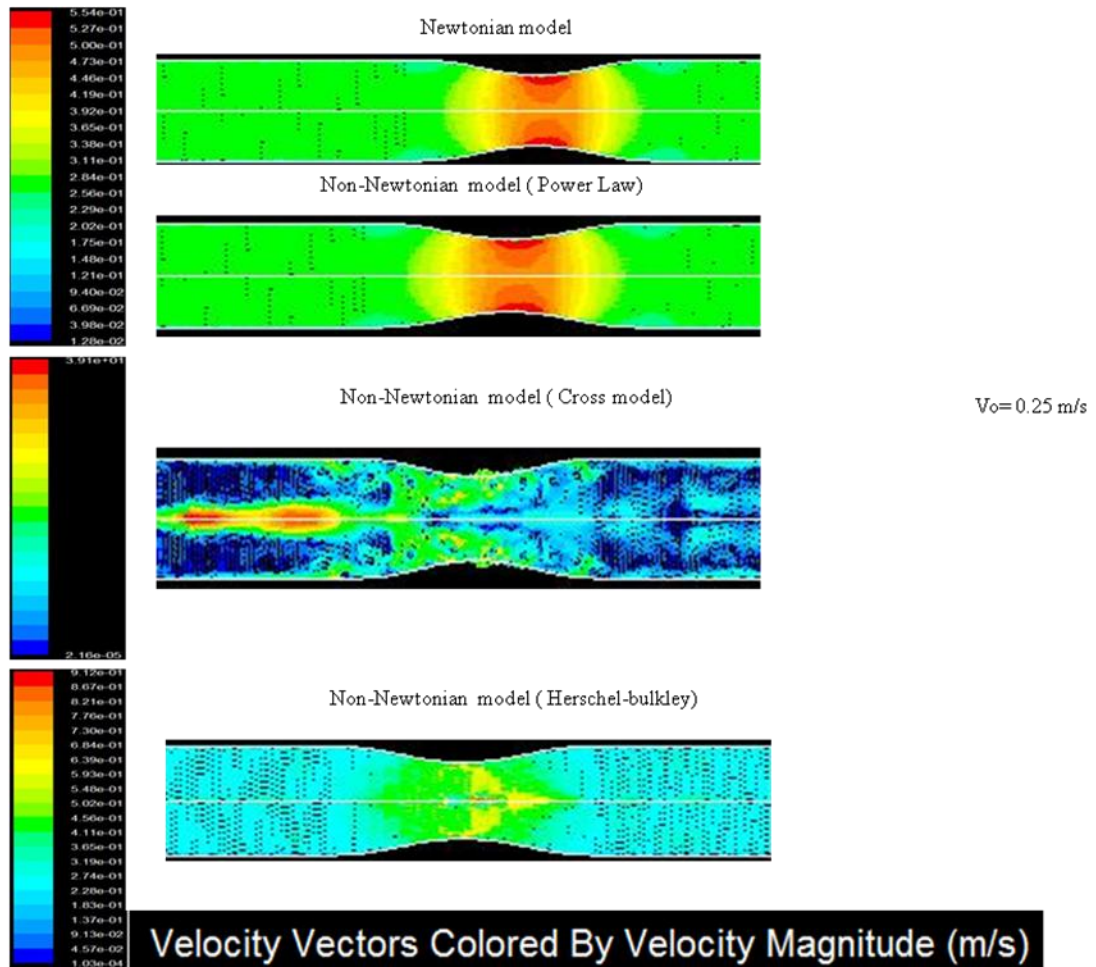 5.54e-01
5.27e-01
5.00e-01
4.73e-01
4.46e-01
4.19e-01
3.92e-01
3.65e-01
3.38e-01
3.11e-01
2.84e-01
2.56e-01
2.29e-01
2.02e-01
1.75e-01
1.48e-01
1.21e-01
9.40e-02
6.69e-02
3.98e-02
1.28e-02
Newtonian model
Non-Newtonian model ( Power Law)
3.91e+01
2.16e-05
Non-Newtonian model ( Cross model)
Vo= 0.25 m/s
9.12e-01
8.67e-01
8.21e-01
7.76e-01
7.30e-01
6.84e-01
6.39e-01
5.93e-01
5.48e-01
5.02e-01
4.56e-01
4.11e-01
3.65e-01
3.19e-01
2.74e-01
2.28e-01
1.83e-01
1.37e-01
9.13e-02
4.57e-02
1.03e-04
Non-Newtonian model ( Herschel-bulkley)
Velocity Vectors Colored By Velocity Magnitude (m/s)